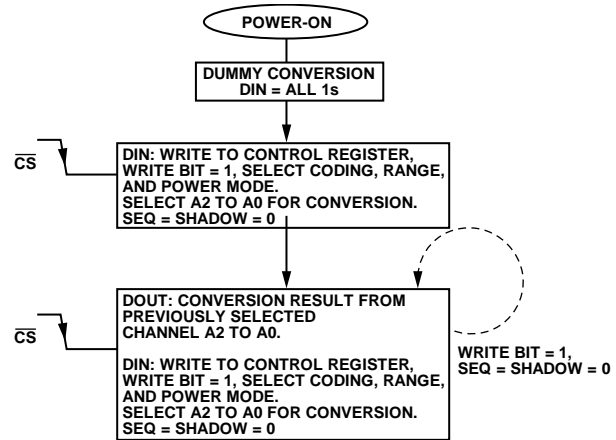 POWER-ON
DUMMY CONVERSION
DIN = ALL 1s
CS
DIN: WRITE TO CONTROL REGISTER,
WRITE BIT = 1, SELECT CODING, RANGE,
AND POWER MODE.
SELECT A2 TO A0 FOR CONVERSION.
SEQ = SHADOW = 0
CS
DOUT: CONVERSION RESULT FROM
PREVIOUSLY SELECTED
CHANNEL A2 TO A0.
DIN: WRITE TO CONTROL REGISTER,
WRITE BIT = 1, SELECT CODING, RANGE,
AND POWER MODE.
SELECT A2 TO A0 FOR CONVERSION.
SEQ = SHADOW = 0
WRITE BIT = 1,
SEQ = SHADOW = 0